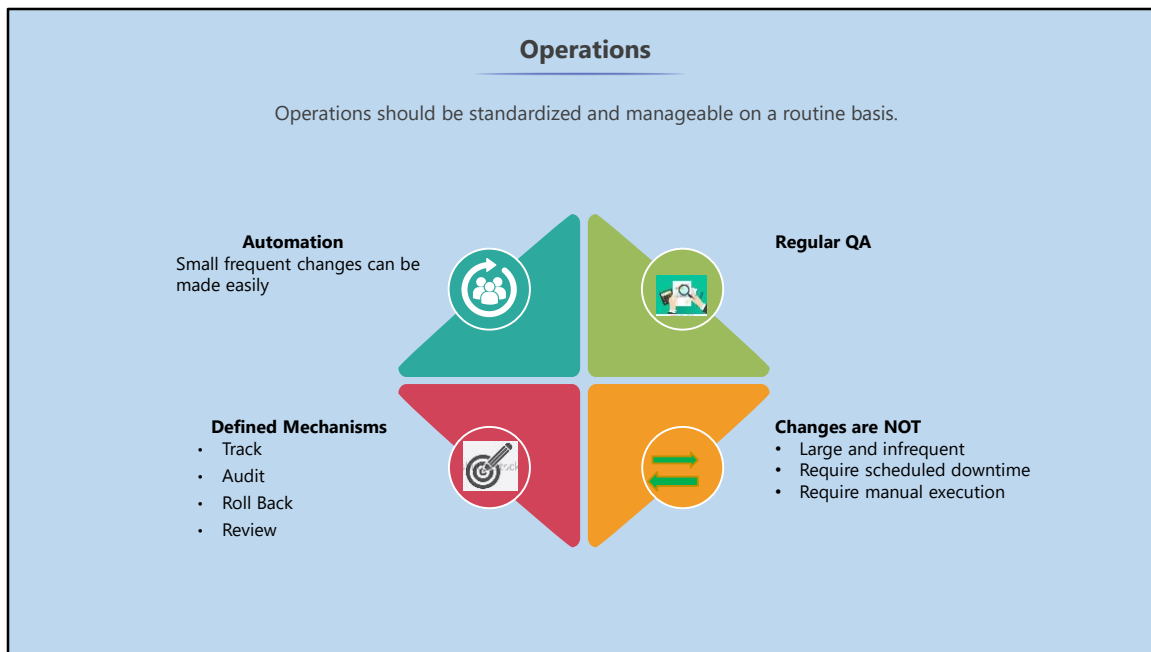 Operations
Operations should be standardized and manageable on a routine basis.
Automation
Small frequent changes can be
made easily
Regular QA
Defined Mechanisms
• Track
• Audit
• Roll Back
• Review
Changes are NOT
• Large and infrequent
• Require scheduled downtime
• Require manual execution